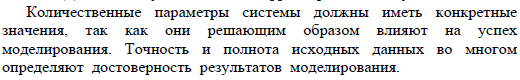 Количественные параметры системы должны иметь конкретные
значения, так как они решающим образом влияют на успех
моделирования. Точность и полнота исходных данных во многом
определяют достоверность результатов моделирования.